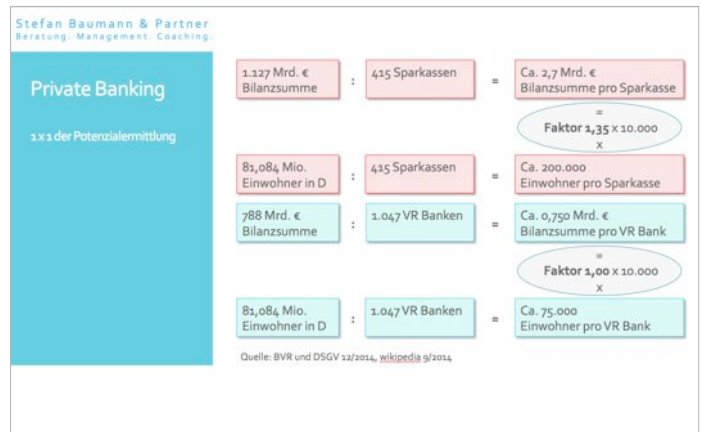 Stefan Baumann & Partner
Beratung. Management. Coaching.
Private Banking
1 x 1 der Potenzialermittlung
1.127 Mrd. €
Bilanzsumme
:
415 Sparkassen
=
Ca. 2,7 Mrd. €
Bilanzsumme pro Sparkasse
=
Faktor 1,35 x 10.000
x
81,084 Mio.
Einwohner in D
:
415 Sparkassen
=
Ca. 200.000
Einwohner pro Sparkasse
788 Mrd. €
Bilanzsumme
:
1.047 VR Banken
=
Ca. 0,750 Mrd. €
Bilanzsumme pro VR Bank
=
Faktor 1,00 x 10.000
x
81,084 Mio.
Einwohner in D
:
1.047 VR Banken
=
Ca. 75.000
Einwohner pro VR Bank
Quelle: BVR und DSGV 12/2014, wikipedia 9/2014